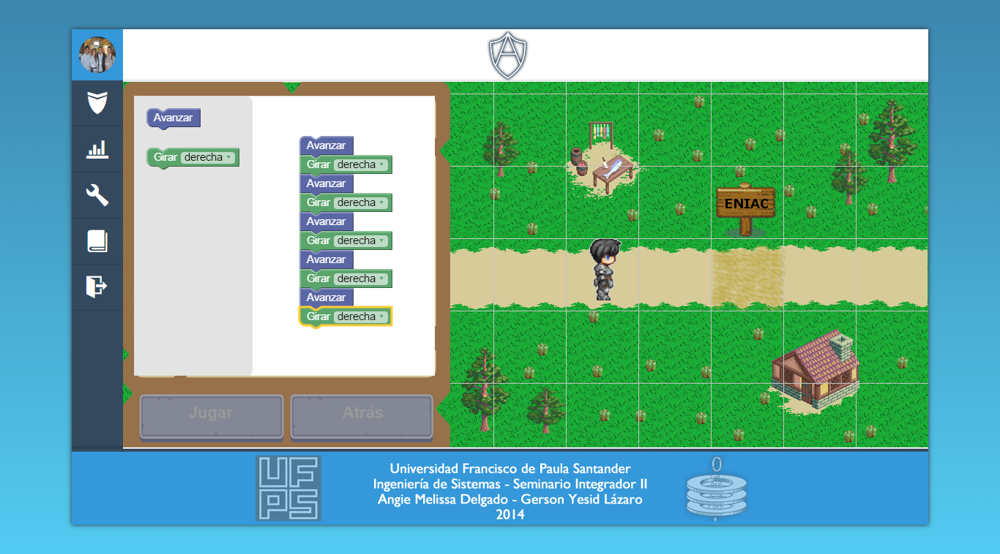 A
Avanzar
Girar derecha
Avanzar
Girar derecha
Avanzar
Girar derecha
Avanzar
Girar derecha
Avanzar
Girar derecha
Avanzar
Girar derecha
ENIAC
Jugar
Atrás
UF
PS
Universidad Francisco de Paula Santander
Ingeniería de Sistemas - Seminario Integrador II
Angie Melissa Delgado - Gerson Yesid Lázaro
2014
0